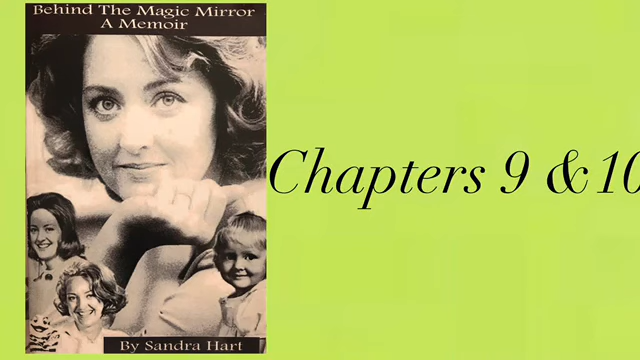 Behind The Magic Mirror
A Memoir
Chapters 9 & 10
By Sandra Hart